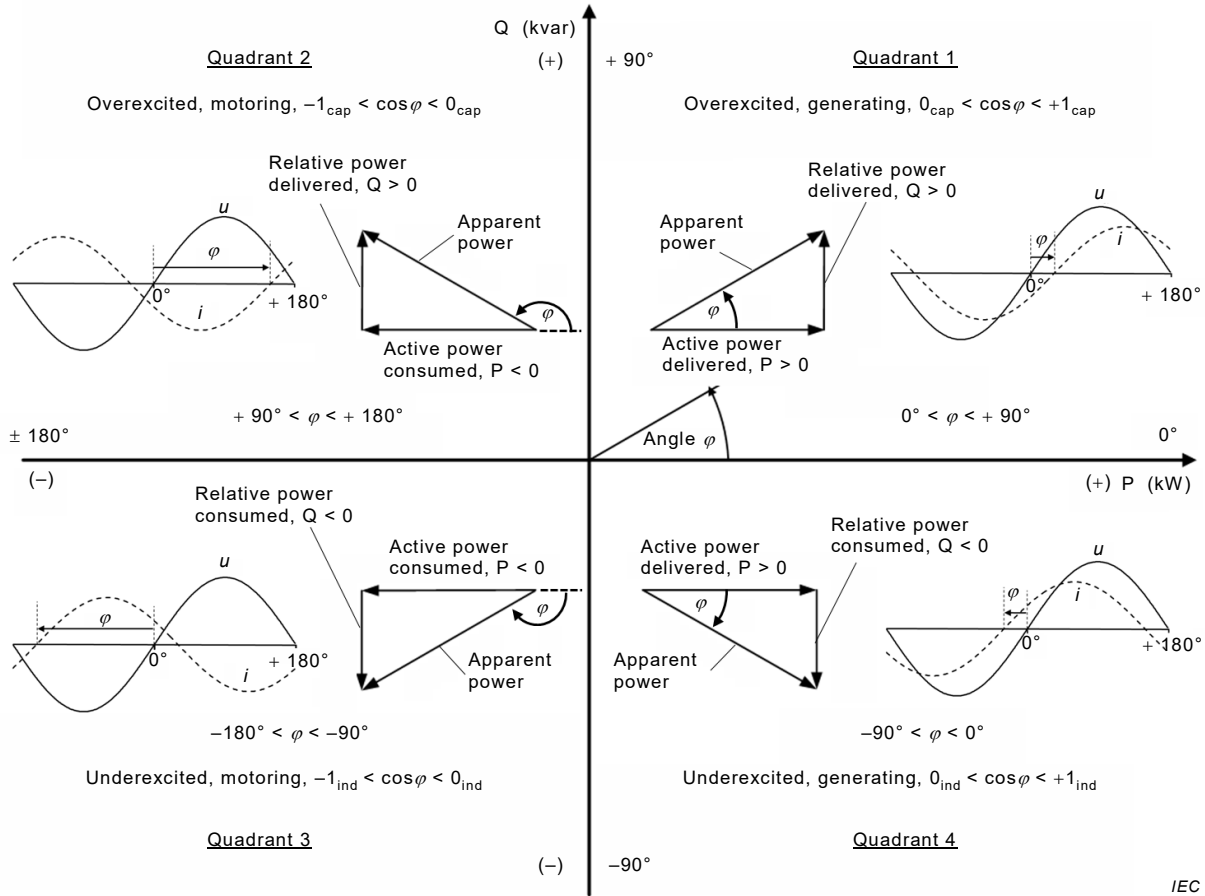 Q (kvar)
Quadrant 2
(+)
+ 90°
Quadrant 1
Overexcited, motoring, –1cap < cosφ < 0cap
Overexcited, generating, 0cap < cosφ < +1cap
Relative power
delivered, Q > 0
Relative power
delivered, Q > 0
u
Apparent
power
Apparent
power
u
φ
φ
i
0°
i
+ 180°
φ
φ
0°
+ 180°
Active power
consumed, P < 0
Active power
delivered, P > 0
+ 90° < φ < + 180°
0° < φ < + 90°
± 180°
Angle φ
0°
(–)
(+) P (kW)
Relative power
consumed, Q < 0
Relative power
consumed, Q < 0
Active power
consumed, P < 0
Active power
delivered, P > 0
u
u
φ
φ
φ
φ
i
0°
+ 180°
i
0°
+ 180°
Apparent
power
Apparent
power
–180° < φ < –90°
–90° < φ < 0°
Underexcited, motoring, –1ind < cosφ < 0ind
Underexcited, generating, 0ind < cosφ < +1ind
Quadrant 3
Quadrant 4
(–)
–90°
IEC